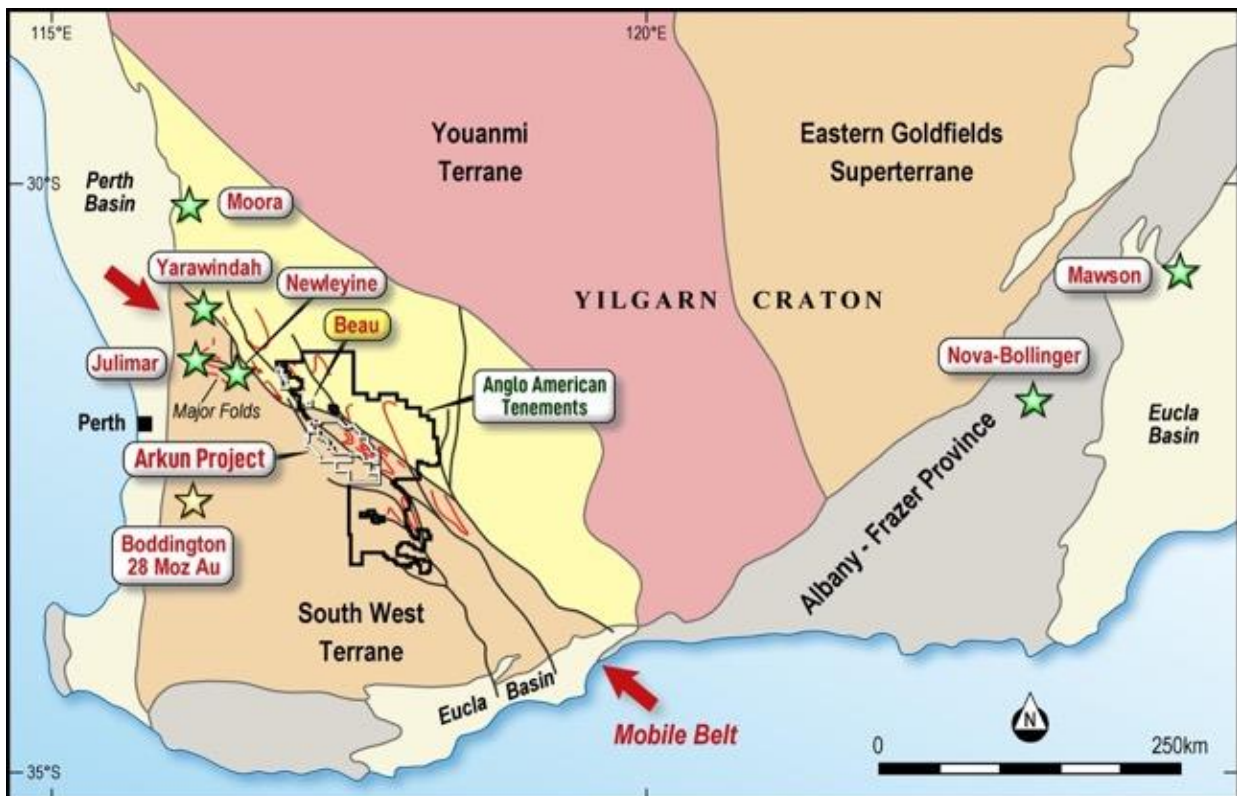 115°E
120°E
Youanmi
Terrane
Eastern Goldfields
Superterrane
30°S
Perth
Basin
Moora
Yarawindah
Newleyine
Mawson
Beau
YILGARN CRATON
Julimar
Nova-Bollinger
Major Folds
Anglo American
Tenements
Perth
Eucla
Basin
Arkun Project
Albany - Frazer Province
Boddington
28 Moz Au
South West
Terrane
Eucla Basin
Mobile Belt
N
0
250km
35°S